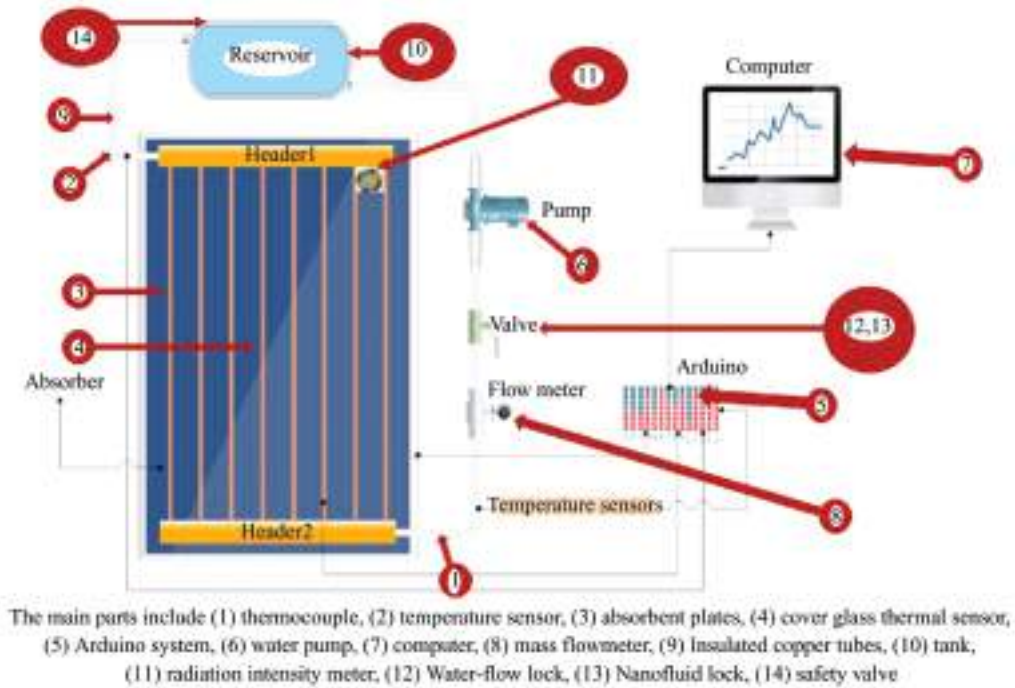 14
Reservoir
10
11
Computer
9
Header1
2
7
Pump
6
3
Valve
12,13
4
Absorber
Flow meter
Arduino
5
Temperature sensors
8
Header2
1
The main parts include (1) thermocouple, (2) temperature sensor, (3) absorbent plates, (4) cover glass thermal sensor,
(5) Arduino system, (6) water pump, (7) computer, (8) mass flowmeter, (9) Insulated copper tubes, (10) tank,
(11) radiation intensity meter, (12) Water-flow lock, (13) Nanofluid lock, (14) safety valve